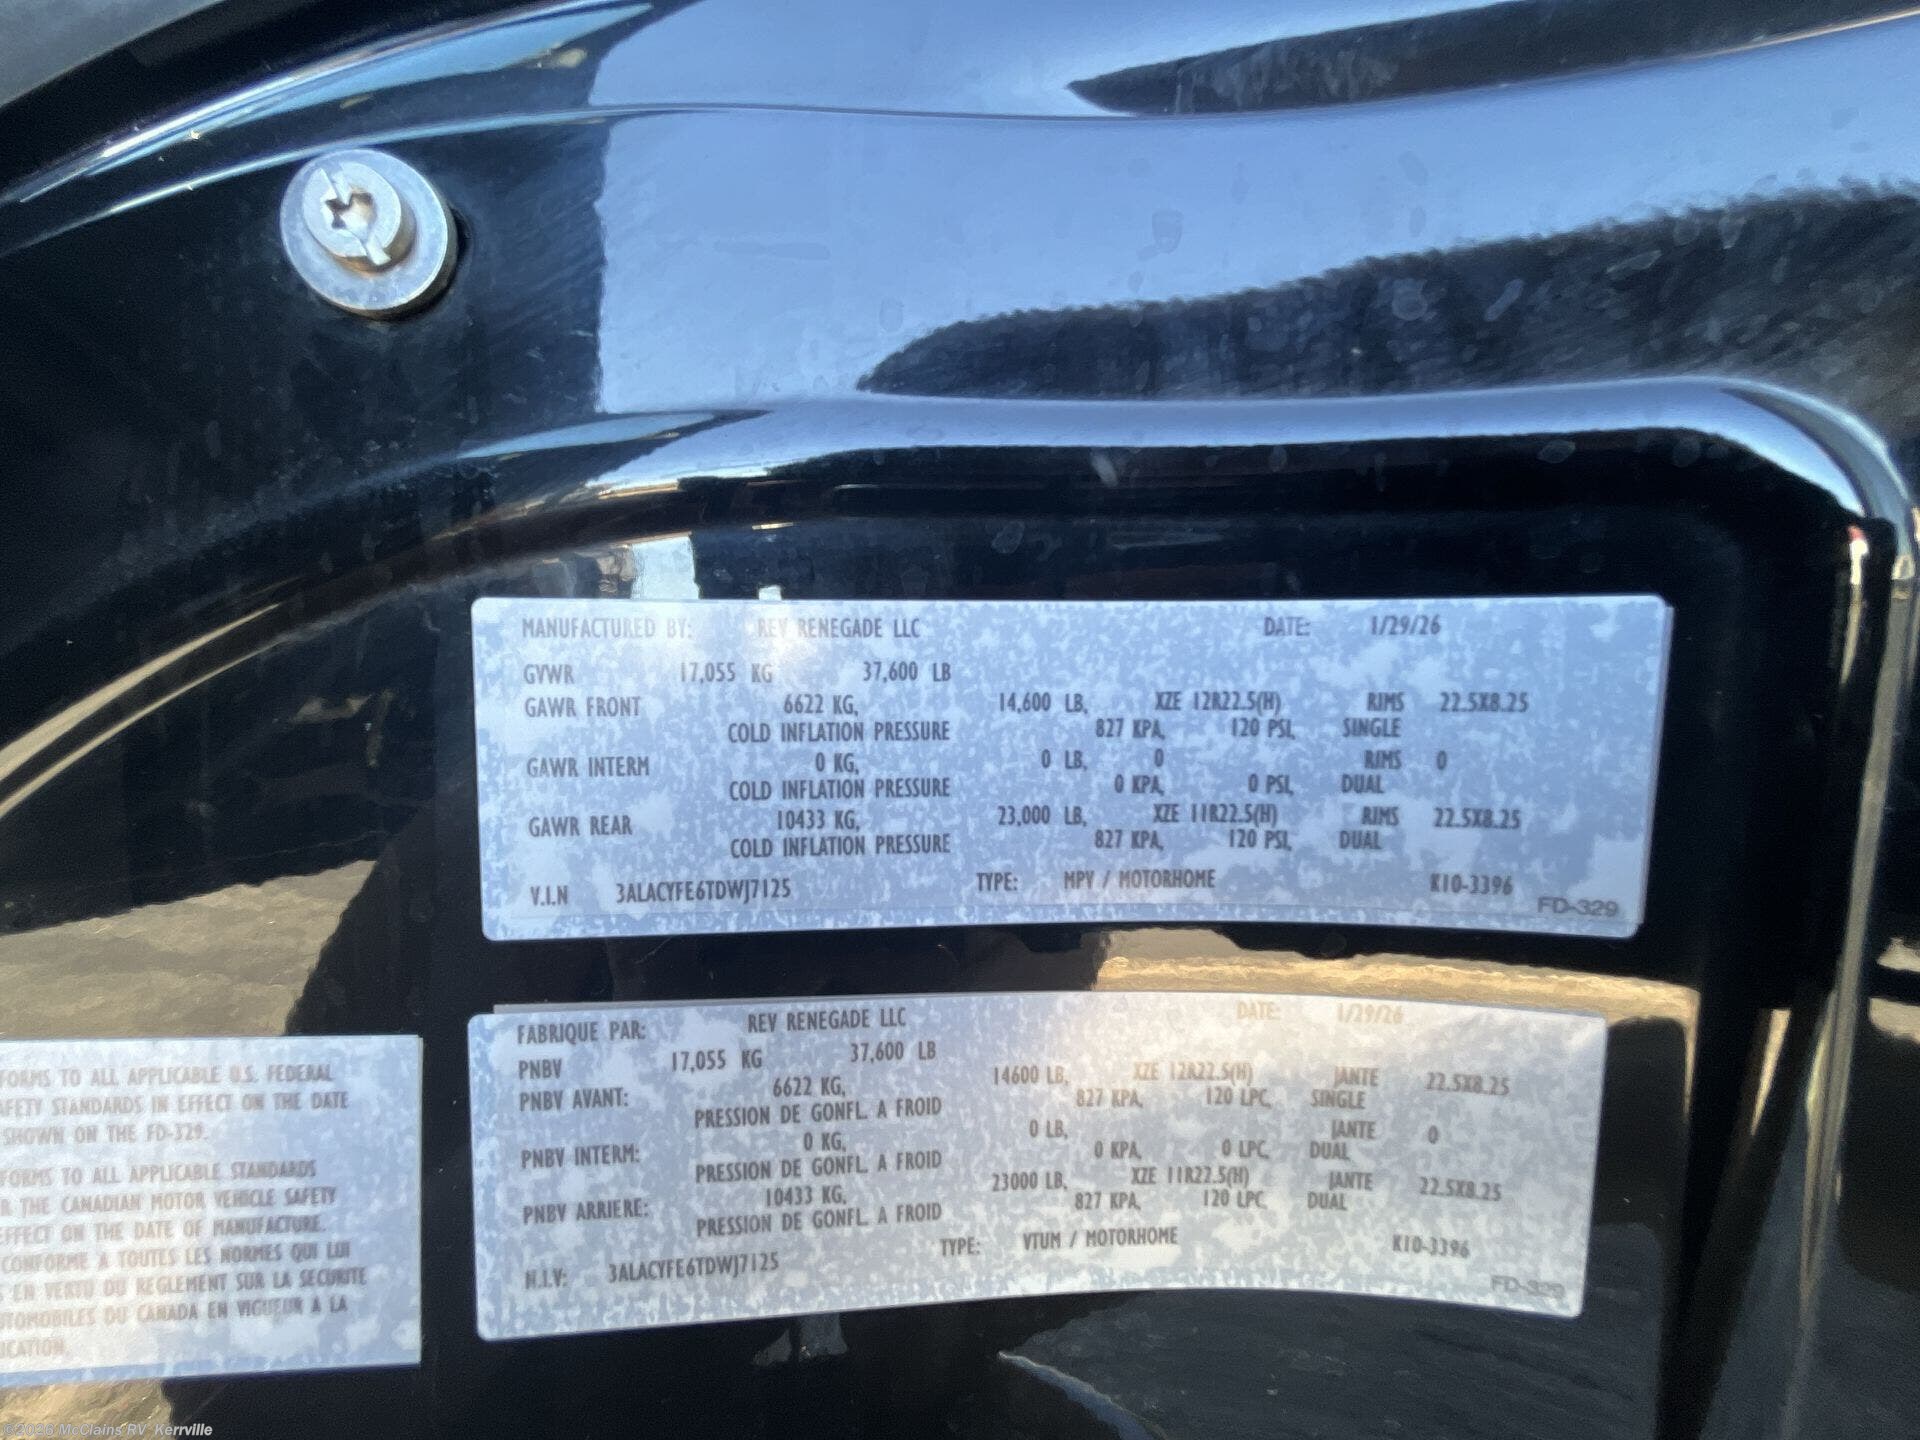 MANUFACTURED BY: REV RENEGADE LLC DATE: 1/29/26
GVWR 17,055 KG 37,600 LB
GAWR FRONT 6622 KG, 14,600 LB, XZE 12R22.5(H) RIMS 22.5X8.25
COLD INFLATION PRESSURE 827 KPA, 120 PSI, SINGLE
GAWR INTERM 0 KG, 0 LB, 0 RIMS 0
COLD INFLATION PRESSURE 0 KPA, 0 PSI, DUAL
GAWR REAR 10433 KG, 23,000 LB, XZE 11R22.5(H) RIMS 22.5X8.25
COLD INFLATION PRESSURE 827 KPA, 120 PSI, DUAL
V.I.N 3ALACYFE6TDWJ7125 TYPE: MPV / MOTORHOME K10-3396
FD-329
FABRIQUE PAR: REV RENEGADE LLC DATE: 1/29/26
PNBV 17,055 KG 37,600 LB
PNBV AVANT: 6622 KG, 14600 LB, XZE 12R22.5(H) JANTE 22.5X8.25
PRESSION DE GONFL. A FROID 827 KPA, 120 LPC, SINGLE
PNBV INTERM: 0 KG, 0 LB, JANTE 0
PRESSION DE GONFL. A FROID 0 KPA, 0 LPC, DUAL
PNBV ARRIERE: 10433 KG, 23000 LB, XZE 11R22.5(H) JANTE 22.5X8.25
PRESSION DE GONFL. A FROID 827 KPA, 120 LPC, DUAL
N.I.V: 3ALACYFE6TDWJ7125 TYPE: VTUM / MOTORHOME K10-3396
FD-329
FORMS TO ALL APPLICABLE U.S. FEDERAL
AFETY STANDARDS IN EFFECT ON THE DATE
SHOWN ON THE FD-329.
FORMS TO ALL APPLICABLE STANDARDS
R THE CANADIAN MOTOR VEHICLE SAFETY
EFFECT ON THE DATE OF MANUFACTURE.
CONFORME A TOUTES LES NORMES QUI LUI
S EN VERTU DU REGLEMENT SUR LA SECURITE
UTOMOBILES DU CANADA EN VIGUEUR A LA
ICATION.
©2026 McClains RV Kerrville